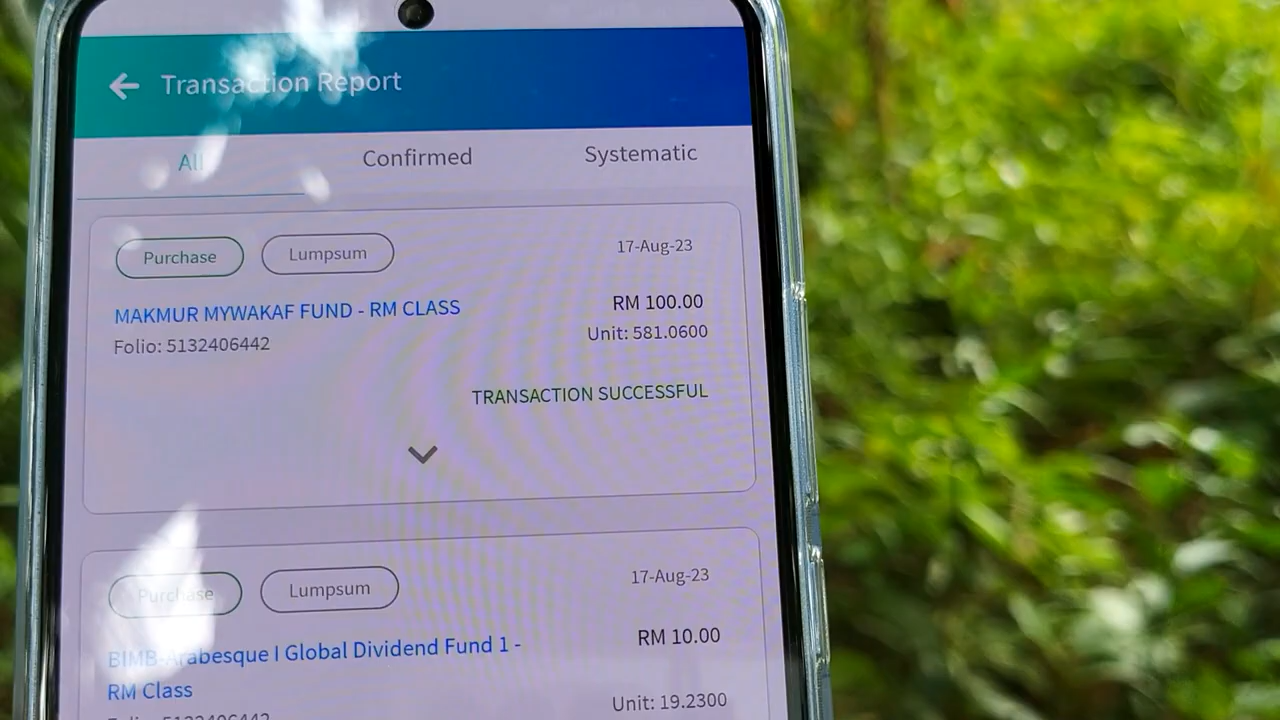 Transaction Report
All Confirmed Systematic
Purchase Lumpsum 17-Aug-23
MAKMUR MYWAKAF FUND - RM CLASS RM 100.00
Folio: 5132406442 Unit: 581.0600
TRANSACTION SUCCESSFUL
Purchase Lumpsum 17-Aug-23
BIMB-Arabesque I Global Dividend Fund 1 - RM 10.00
RM Class Unit: 19.2300
Folio: 5132406442